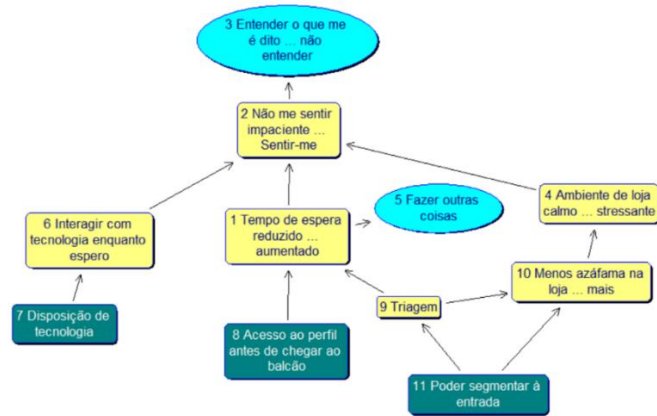 3 Entender o que me
é dito ... não
entender
2 Não me sentir
impaciente ...
Sentir-me
4 Ambiente de loja
calmo ... stressante
5 Fazer outras
coisas
6 Interagir com
tecnologia enquanto
espero
1 Tempo de espera
reduzido ...
aumentado
10 Menos azáfama na
loja ... mais
9 Triagem
7 Disposição de
tecnologia
8 Acesso ao perfil
antes de chegar ao
balcão
11 Poder segmentar á
entrada